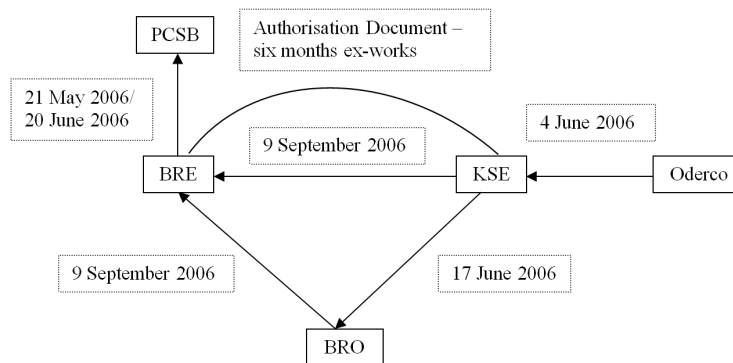 PCSB
Authorisation Document –
six months ex-works
21 May 2006/
20 June 2006
9 September 2006
4 June 2006
BRE
KSE
Oderco
9 September 2006
17 June 2006
BRO